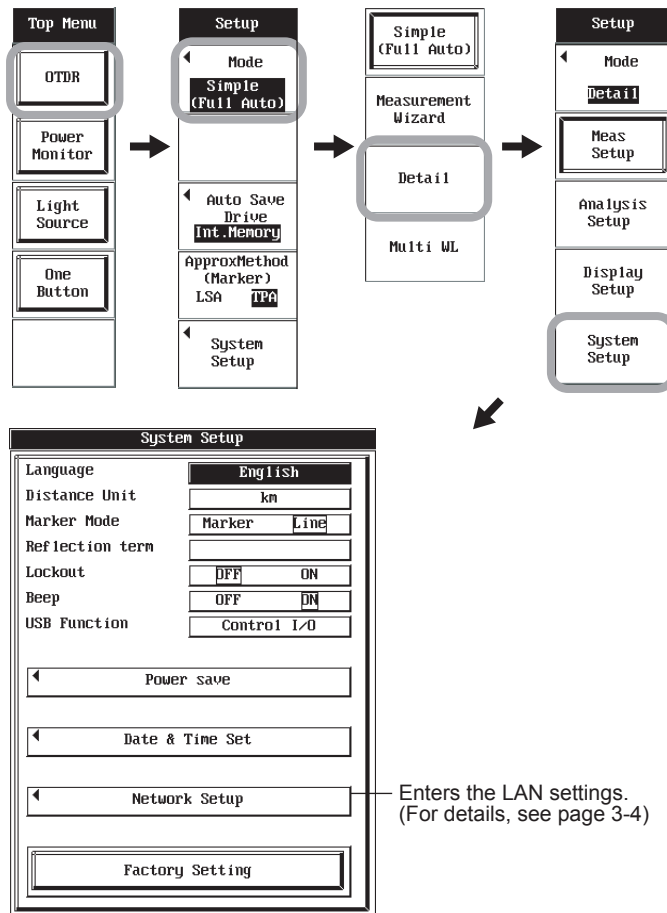 Top Menu
OTDR
Power
Monitor
Light
Source
One
Button
Setup
Mode
Simple
(Full Auto)
Auto Save
Drive
Int.Memory
ApproxMethod
(Marker)
LSA TPA
System
Setup
Simple
(Full Auto)
Measurement
Wizard
Detail
Multi WL
Setup
Mode
Detail
Meas
Setup
Analysis
Setup
Display
Setup
System
Setup
System Setup
Language English
Distance Unit km
Marker Mode Marker Line
Reflection term
Lockout OFF ON
Beep OFF ON
USB Function Control I/O
Power save
Date & Time Set
Network Setup
Enters the LAN settings.
(For details, see page 3-4)
Factory Setting